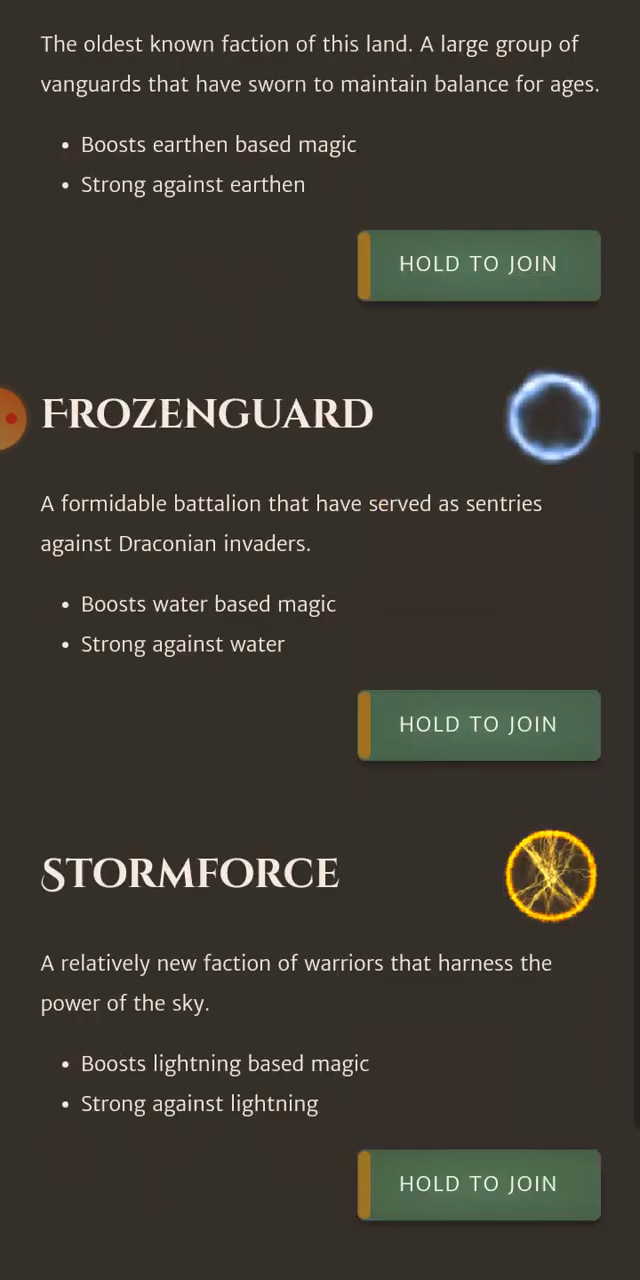 The oldest known faction of this land. A large group of
vanguards that have sworn to maintain balance for ages.
• Boosts earthen based magic
• Strong against earthen
HOLD TO JOIN
FROZENGUARD
A formidable battalion that have served as sentries
against Draconian invaders.
• Boosts water based magic
• Strong against water
HOLD TO JOIN
STORMFORCE
A relatively new faction of warriors that harness the
power of the sky.
• Boosts lightning based magic
• Strong against lightning
HOLD TO JOIN